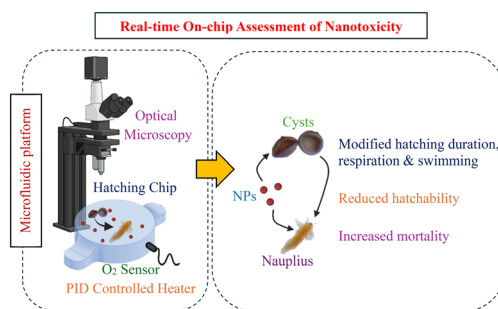 Real-time On-chip Assessment of Nanotoxicity
Microfluidic platform
Optical
Microscopy
Hatching Chip
O₂ Sensor
PID Controlled Heater
Cysts
NPs
Nauplius
Modified hatching duration,
respiration & swimming
Reduced hatchability
Increased mortality